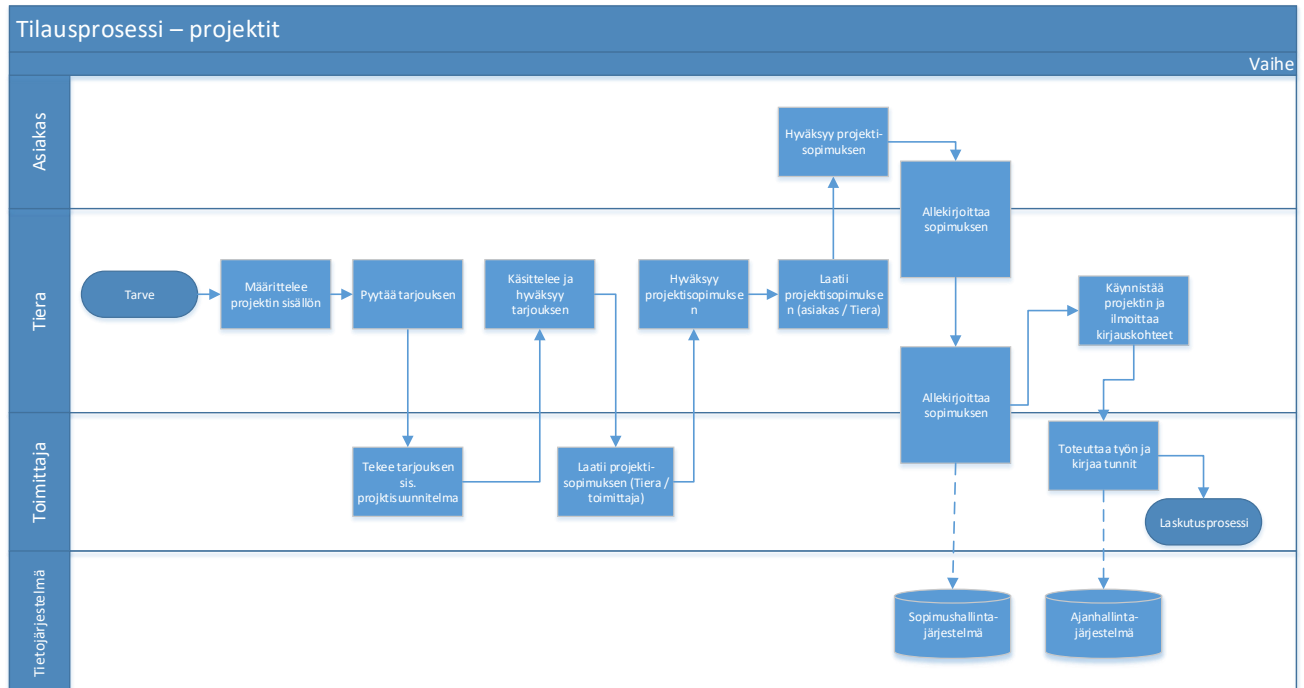 Tilausprosessi – projektit
Vaihe
Asiakas
Hyväksyy projekti-
sopimuksen
Allekirjoittaa
sopimuksen
Tiera
Tarve
Määrittelee
projektin sisällön
Pyytää tarjouksen
Käsittelee ja
hyväksyy
tarjouksen
Hyväksyy
projektisopimukse
n
Laatii
projektisopimukse
n (asiakas / Tiera)
Käynnistää
projektin ja
ilmoittaa
kirjauskohteet
Allekirjoittaa
sopimuksen
Toimittaja
Tekee tarjouksen
sis.
projktisuunnitelma
Laatii projekti-
sopimuksen (Tiera /
toimittaja)
Toteuttaa työn ja
kirjaa tunnit
Laskutusprosessi
Tietojärjestelmä
Sopimushallinta-
järjestelmä
Ajanhallinta-
järjestelmä